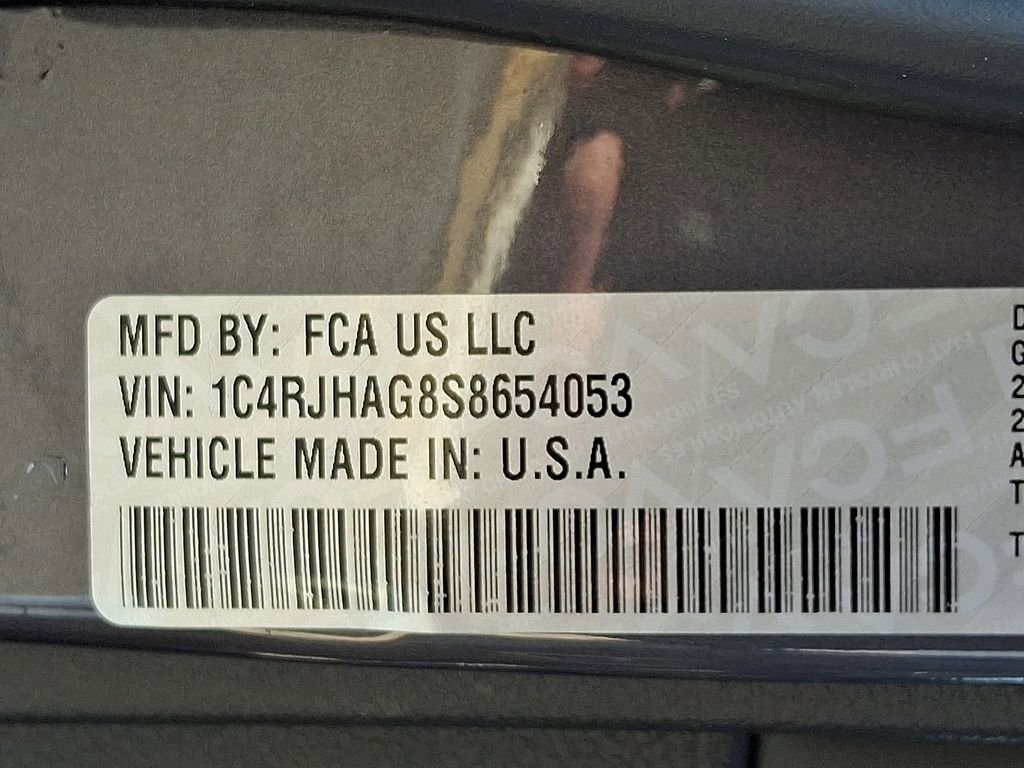 MFD BY: FCA US LLC
VIN: 1C4RJHAG8S8654053
VEHICLE MADE IN: U.S.A.